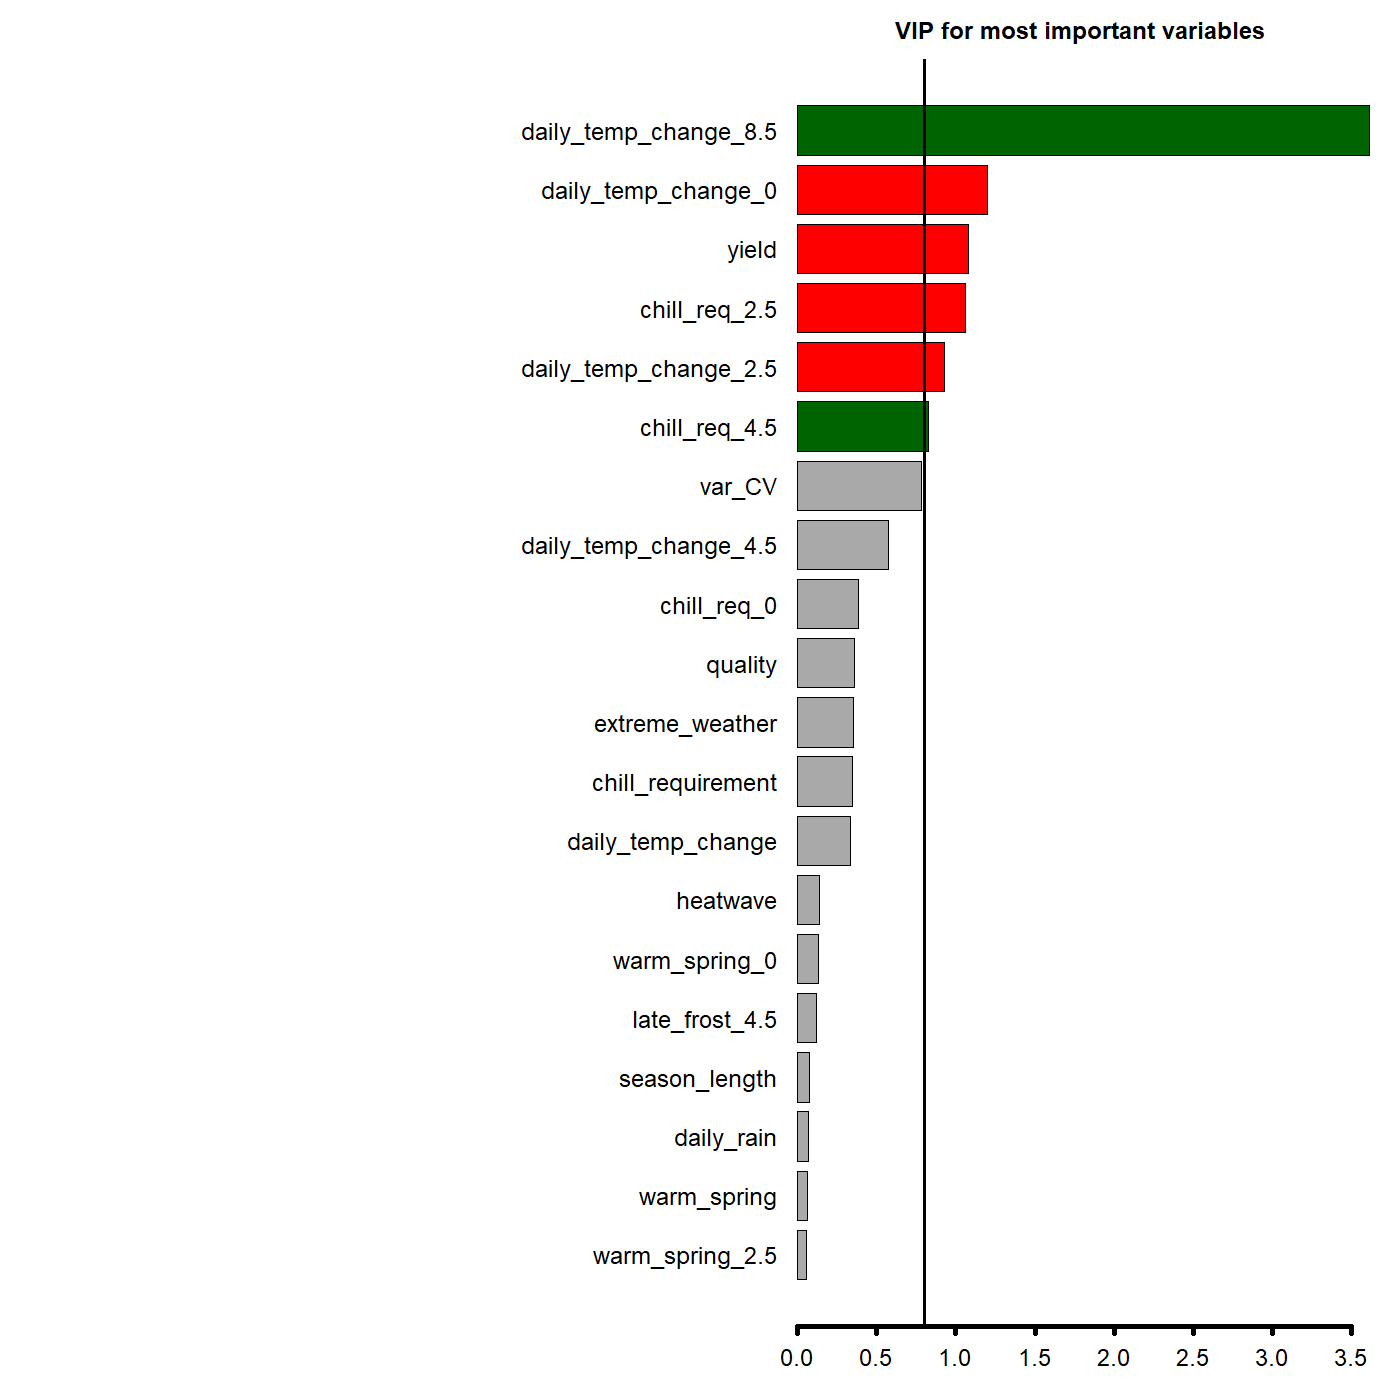 VIP for most important variables
daily_temp_change_8.5
daily_temp_change_0
yield
chill_req_2.5
daily_temp_change_2.5
chill_req_4.5
var_CV
daily_temp_change_4.5
chill_req_0
quality
extreme_weather
chill_requirement
daily_temp_change
heatwave
warm_spring_0
late_frost_4.5
season_length
daily_rain
warm_spring
warm_spring_2.5
0.0 0.5 1.0 1.5 2.0 2.5 3.0 3.5